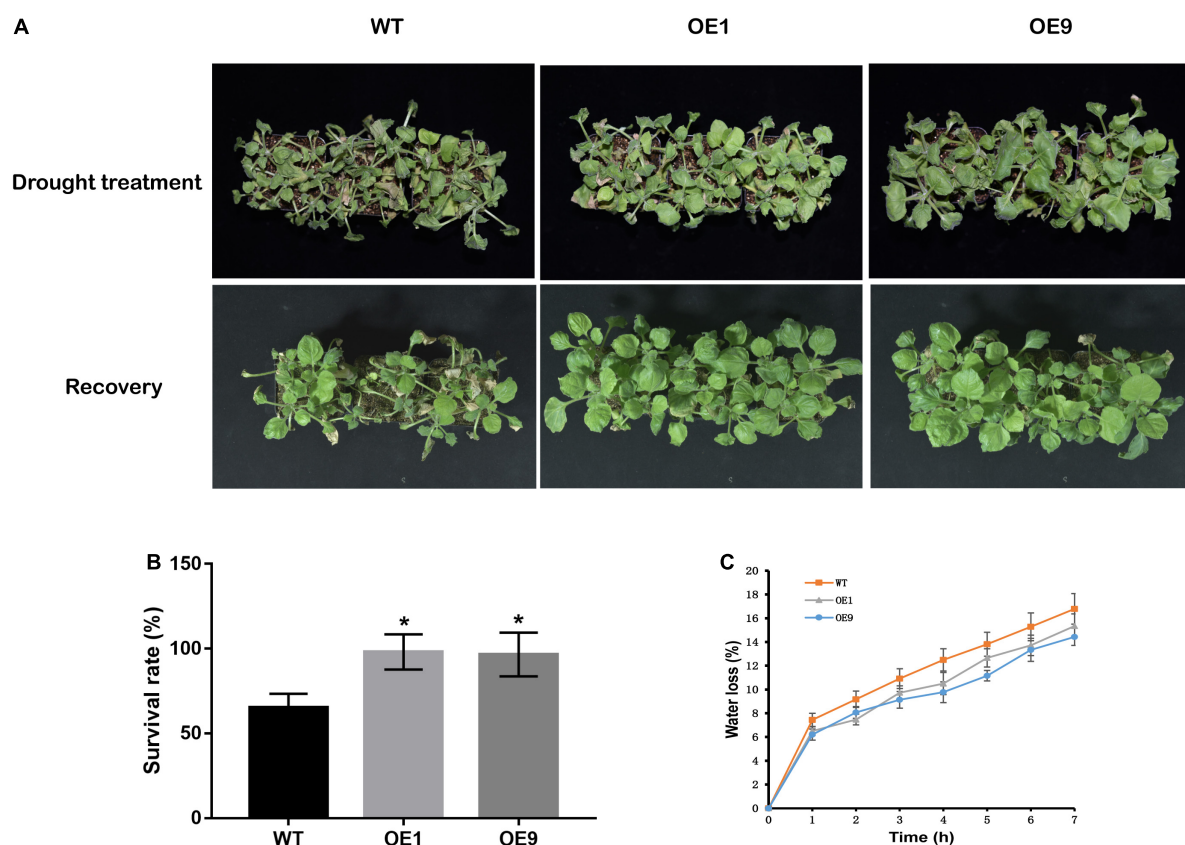 A
WT OE1 OE9
Drought treatment
Recovery
B
Survival rate (%)
150
100
50
0
* *
WT OE1 OE9
C
Water loss (%)
20
18
16
14
12
10
8
6
4
2
0
WT
OE1
OE9
0 1 2 3 4 5 6 7
Time (h)